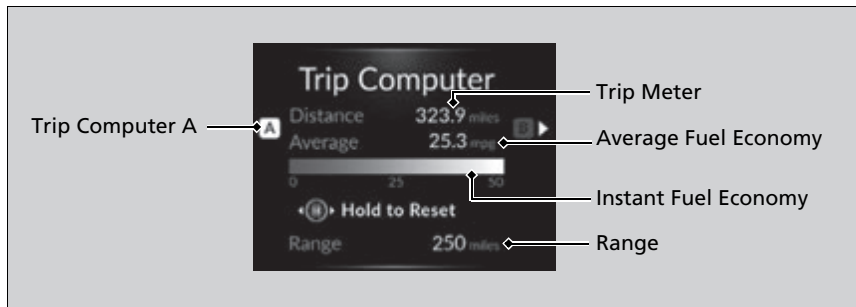 Trip Computer
Trip Computer A
A
Distance 323.9 miles
B
Average 25.3 mpg
0 25 50
H Hold to Reset
Range 250 miles
Trip Meter
Average Fuel Economy
Instant Fuel Economy
Range